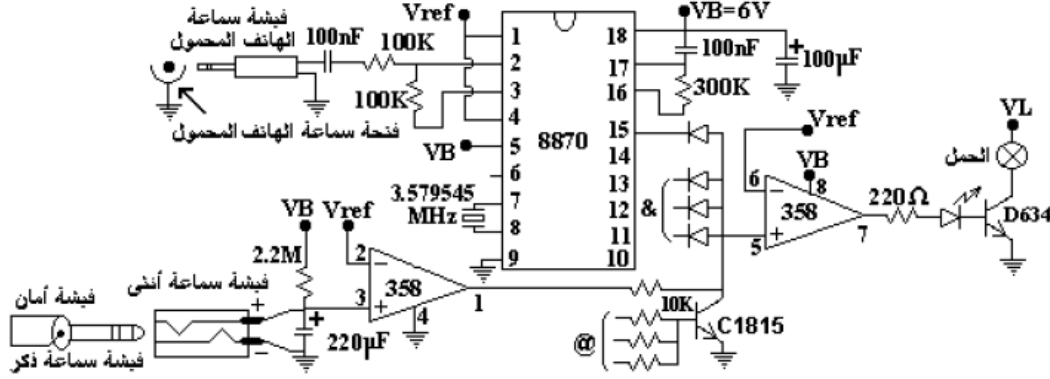 فيشة سماعة
الهاتف المحمول
Vref
100nF
100K
100K
فتحة سماعة الهاتف المحمول
VB
3.579545
MHz
1
2
3
4
5
6
7
8
9
8870
18
17
16
15
14
13
12
11
10
VB=6V
100nF
+
100µF
300K
Vref
VB
8
6
−
358
+
5
7
220Ω
VL
الحمل
D634
&
VB
Vref
2.2M
2
−
358
3
+
4
1
فيشة سماعة أنثى
فيشة أمان
+
−
+
220µF
فيشة سماعة ذكر
10K
C1815
@